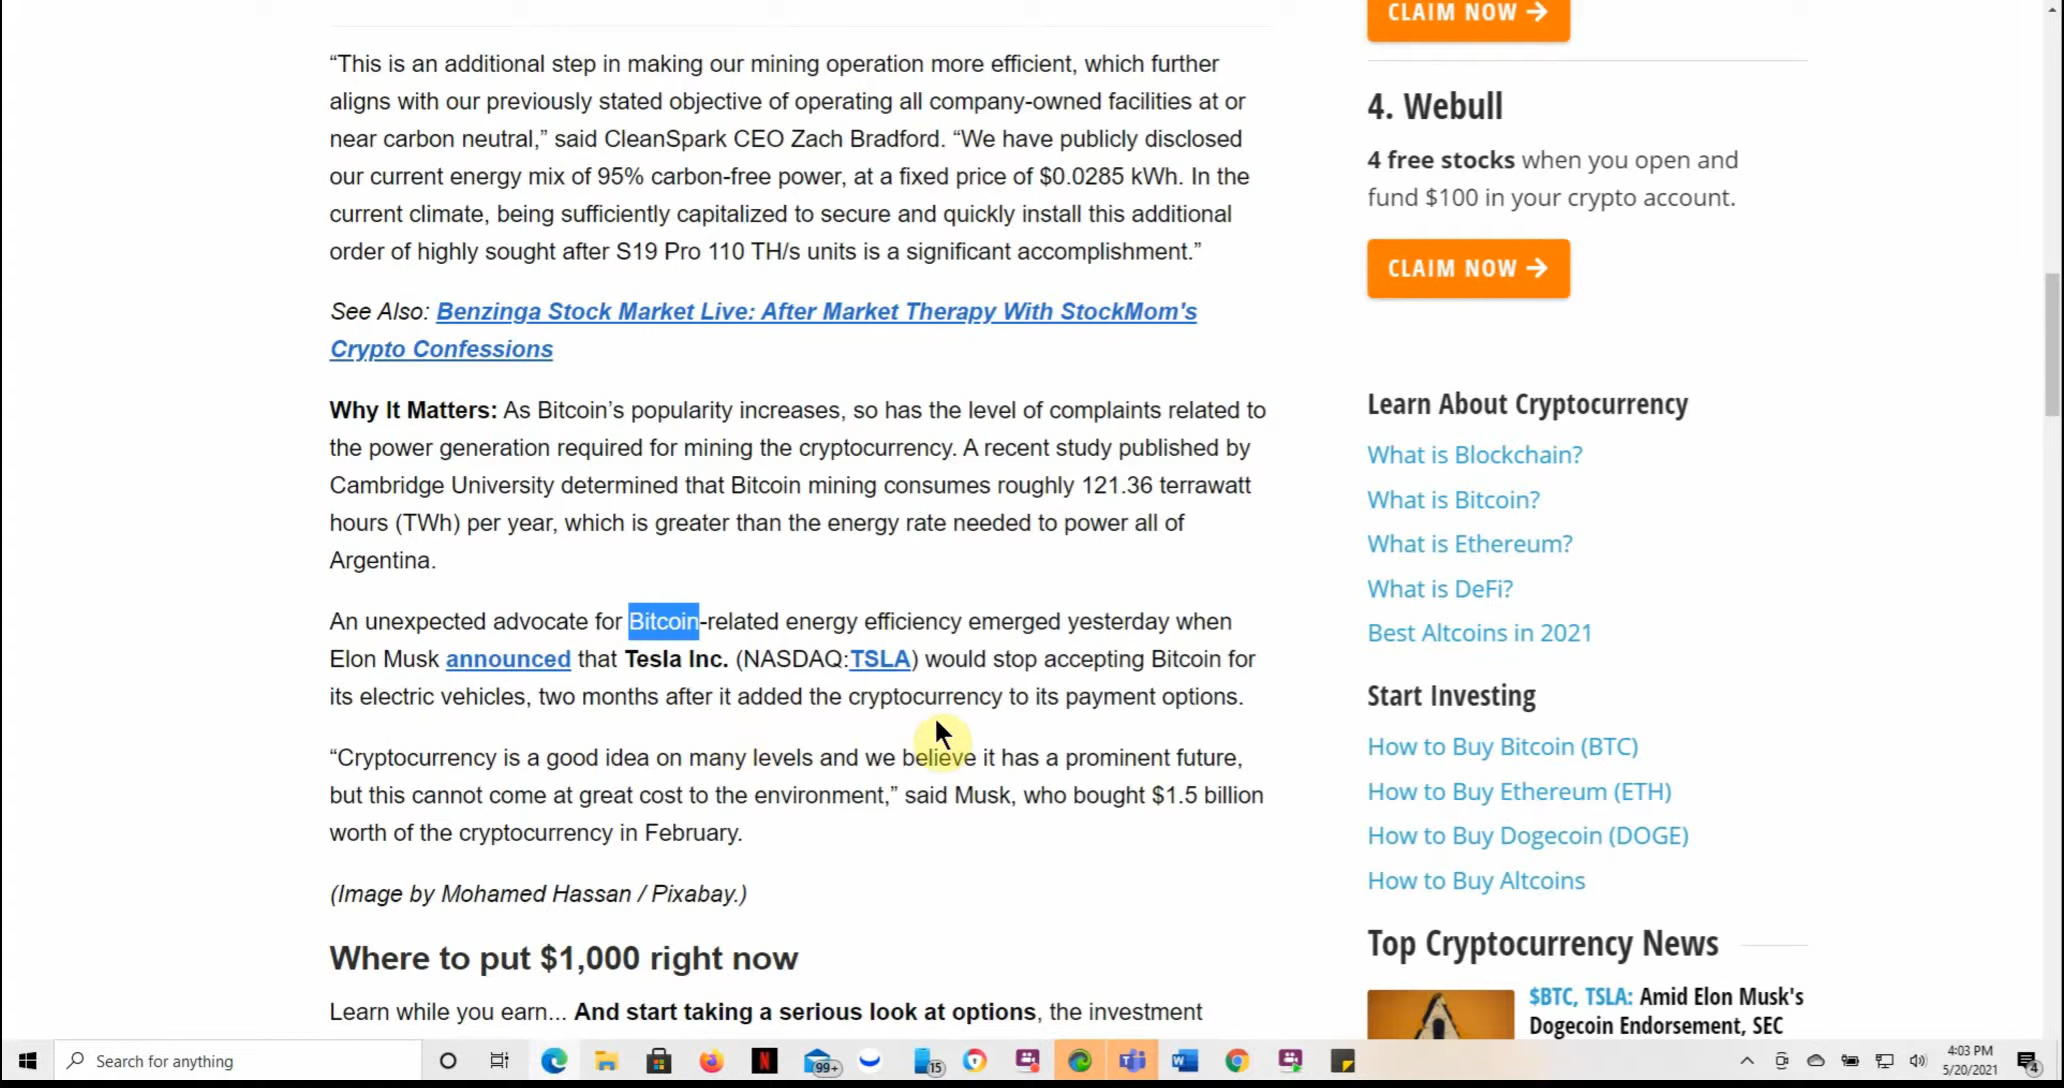 “This is an additional step in making our mining operation more efficient, which further
aligns with our previously stated objective of operating all company-owned facilities at or
near carbon neutral,” said CleanSpark CEO Zach Bradford. “We have publicly disclosed
our current energy mix of 95% carbon-free power, at a fixed price of $0.0285 kWh. In the
current climate, being sufficiently capitalized to secure and quickly install this additional
order of highly sought after S19 Pro 110 TH/s units is a significant accomplishment.”
See Also: Benzinga Stock Market Live: After Market Therapy With StockMom's
Crypto Confessions
Why It Matters: As Bitcoin’s popularity increases, so has the level of complaints related to
the power generation required for mining the cryptocurrency. A recent study published by
Cambridge University determined that Bitcoin mining consumes roughly 121.36 terrawatt
hours (TWh) per year, which is greater than the energy rate needed to power all of
Argentina.
An unexpected advocate for Bitcoin-related energy efficiency emerged yesterday when
Elon Musk announced that Tesla Inc. (NASDAQ:TSLA) would stop accepting Bitcoin for
its electric vehicles, two months after it added the cryptocurrency to its payment options.
“Cryptocurrency is a good idea on many levels and we believe it has a prominent future,
but this cannot come at great cost to the environment,” said Musk, who bought $1.5 billion
worth of the cryptocurrency in February.
(Image by Mohamed Hassan / Pixabay.)
Where to put $1,000 right now
Learn while you earn... And start taking a serious look at options, the investment
CLAIM NOW →
4. Webull
4 free stocks when you open and
fund $100 in your crypto account.
CLAIM NOW →
Learn About Cryptocurrency
What is Blockchain?
What is Bitcoin?
What is Ethereum?
What is DeFi?
Best Altcoins in 2021
Start Investing
How to Buy Bitcoin (BTC)
How to Buy Ethereum (ETH)
How to Buy Dogecoin (DOGE)
How to Buy Altcoins
Top Cryptocurrency News
$BTC, TSLA: Amid Elon Musk's
Dogecoin Endorsement, SEC
Search for anything
99+
15
4:03 PM
5/20/2021
4